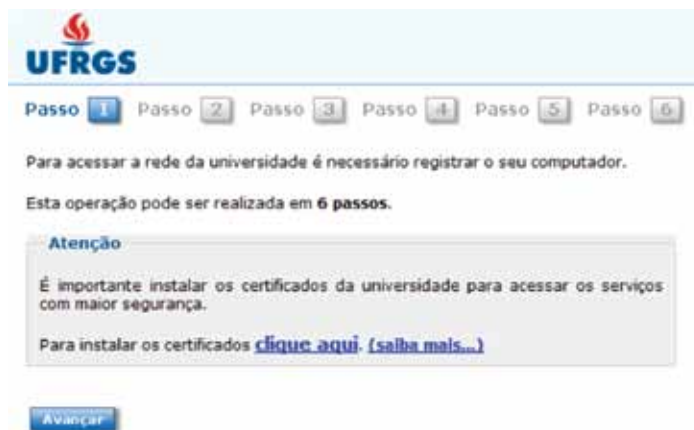 UFRGS
Passo 1 Passo 2 Passo 3 Passo 4 Passo 5 Passo 6
Para acessar a rede da universidade é necessário registrar o seu computador.
Esta operação pode ser realizada em 6 passos.
Atenção
É importante instalar os certificados da universidade para acessar os serviços
com maior segurança.
Para instalar os certificados clique aqui. (saiba mais...)
Avançar